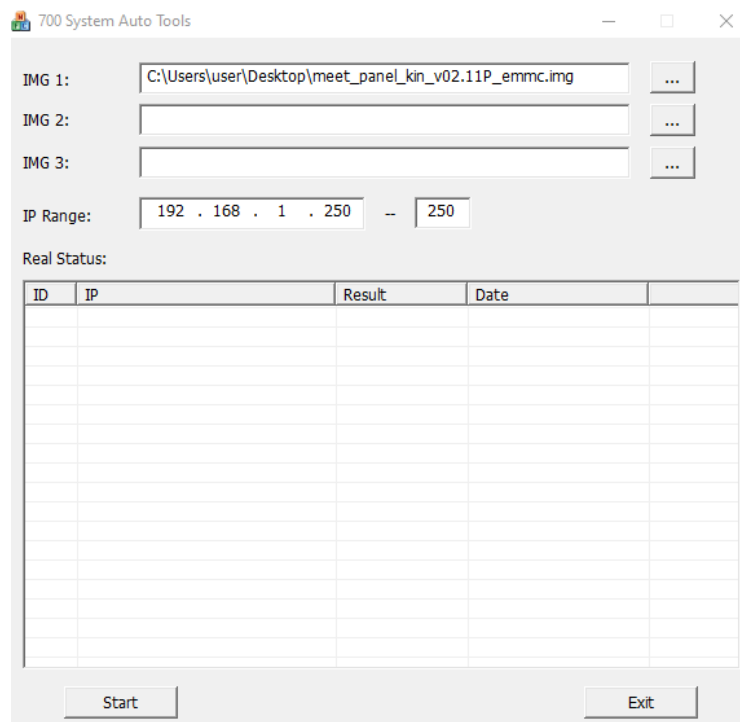 700 System Auto Tools
IMG 1: C:\Users\user\Desktop\meet_panel_kin_v02.11P_emmc.img ...
IMG 2: ...
IMG 3: ...
IP Range: 192 . 168 . 1 . 250 -- 250
Real Status:
ID IP Result Date
Start Exit